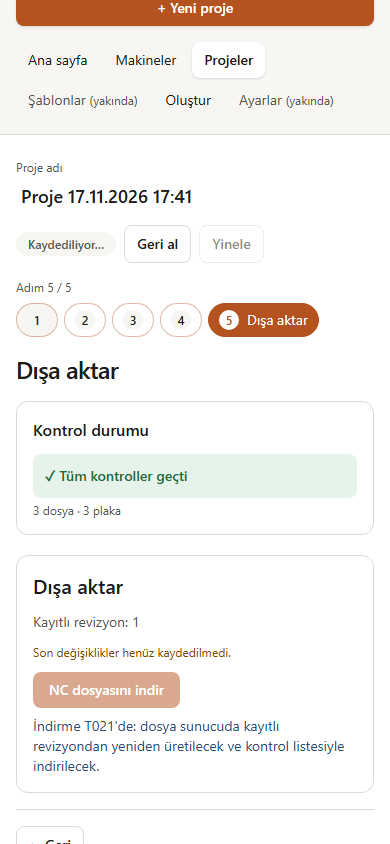 + Yeni proje
Ana sayfa
Makineler
Projeler
Şablonlar (yakında)
Oluştur
Ayarlar (yakında)
Proje adı
Proje 17.11.2026 17:41
Kaydediliyor...
Geri al
Yinele
Adım 5 / 5
1
2
3
4
5 Dışa aktar
Dışa aktar
Kontrol durumu
✓ Tüm kontroller geçti
3 dosya · 3 plaka
Dışa aktar
Kayıtlı revizyon: 1
Son değişiklikler henüz kaydedilmedi.
NC dosyasını indir
İndirme T021'de: dosya sunucuda kayıtlı
revizyondan yeniden üretilecek ve kontrol listesiyle
indirilecek.
Geri